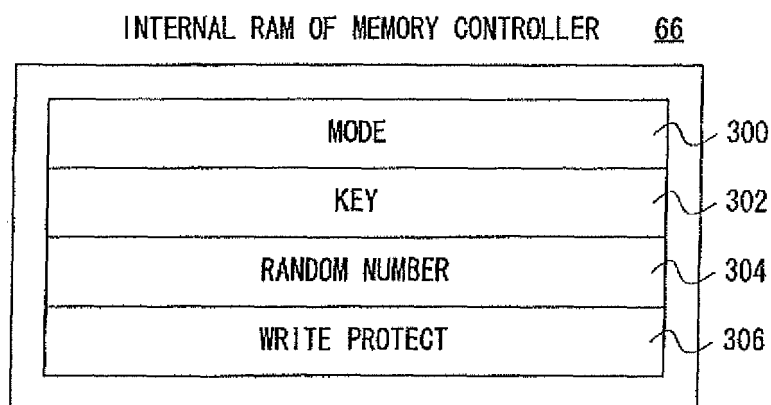 INTERNAL RAM OF MEMORY CONTROLLER 66
MODE 300
KEY 302
RANDOM NUMBER 304
WRITE PROTECT 306